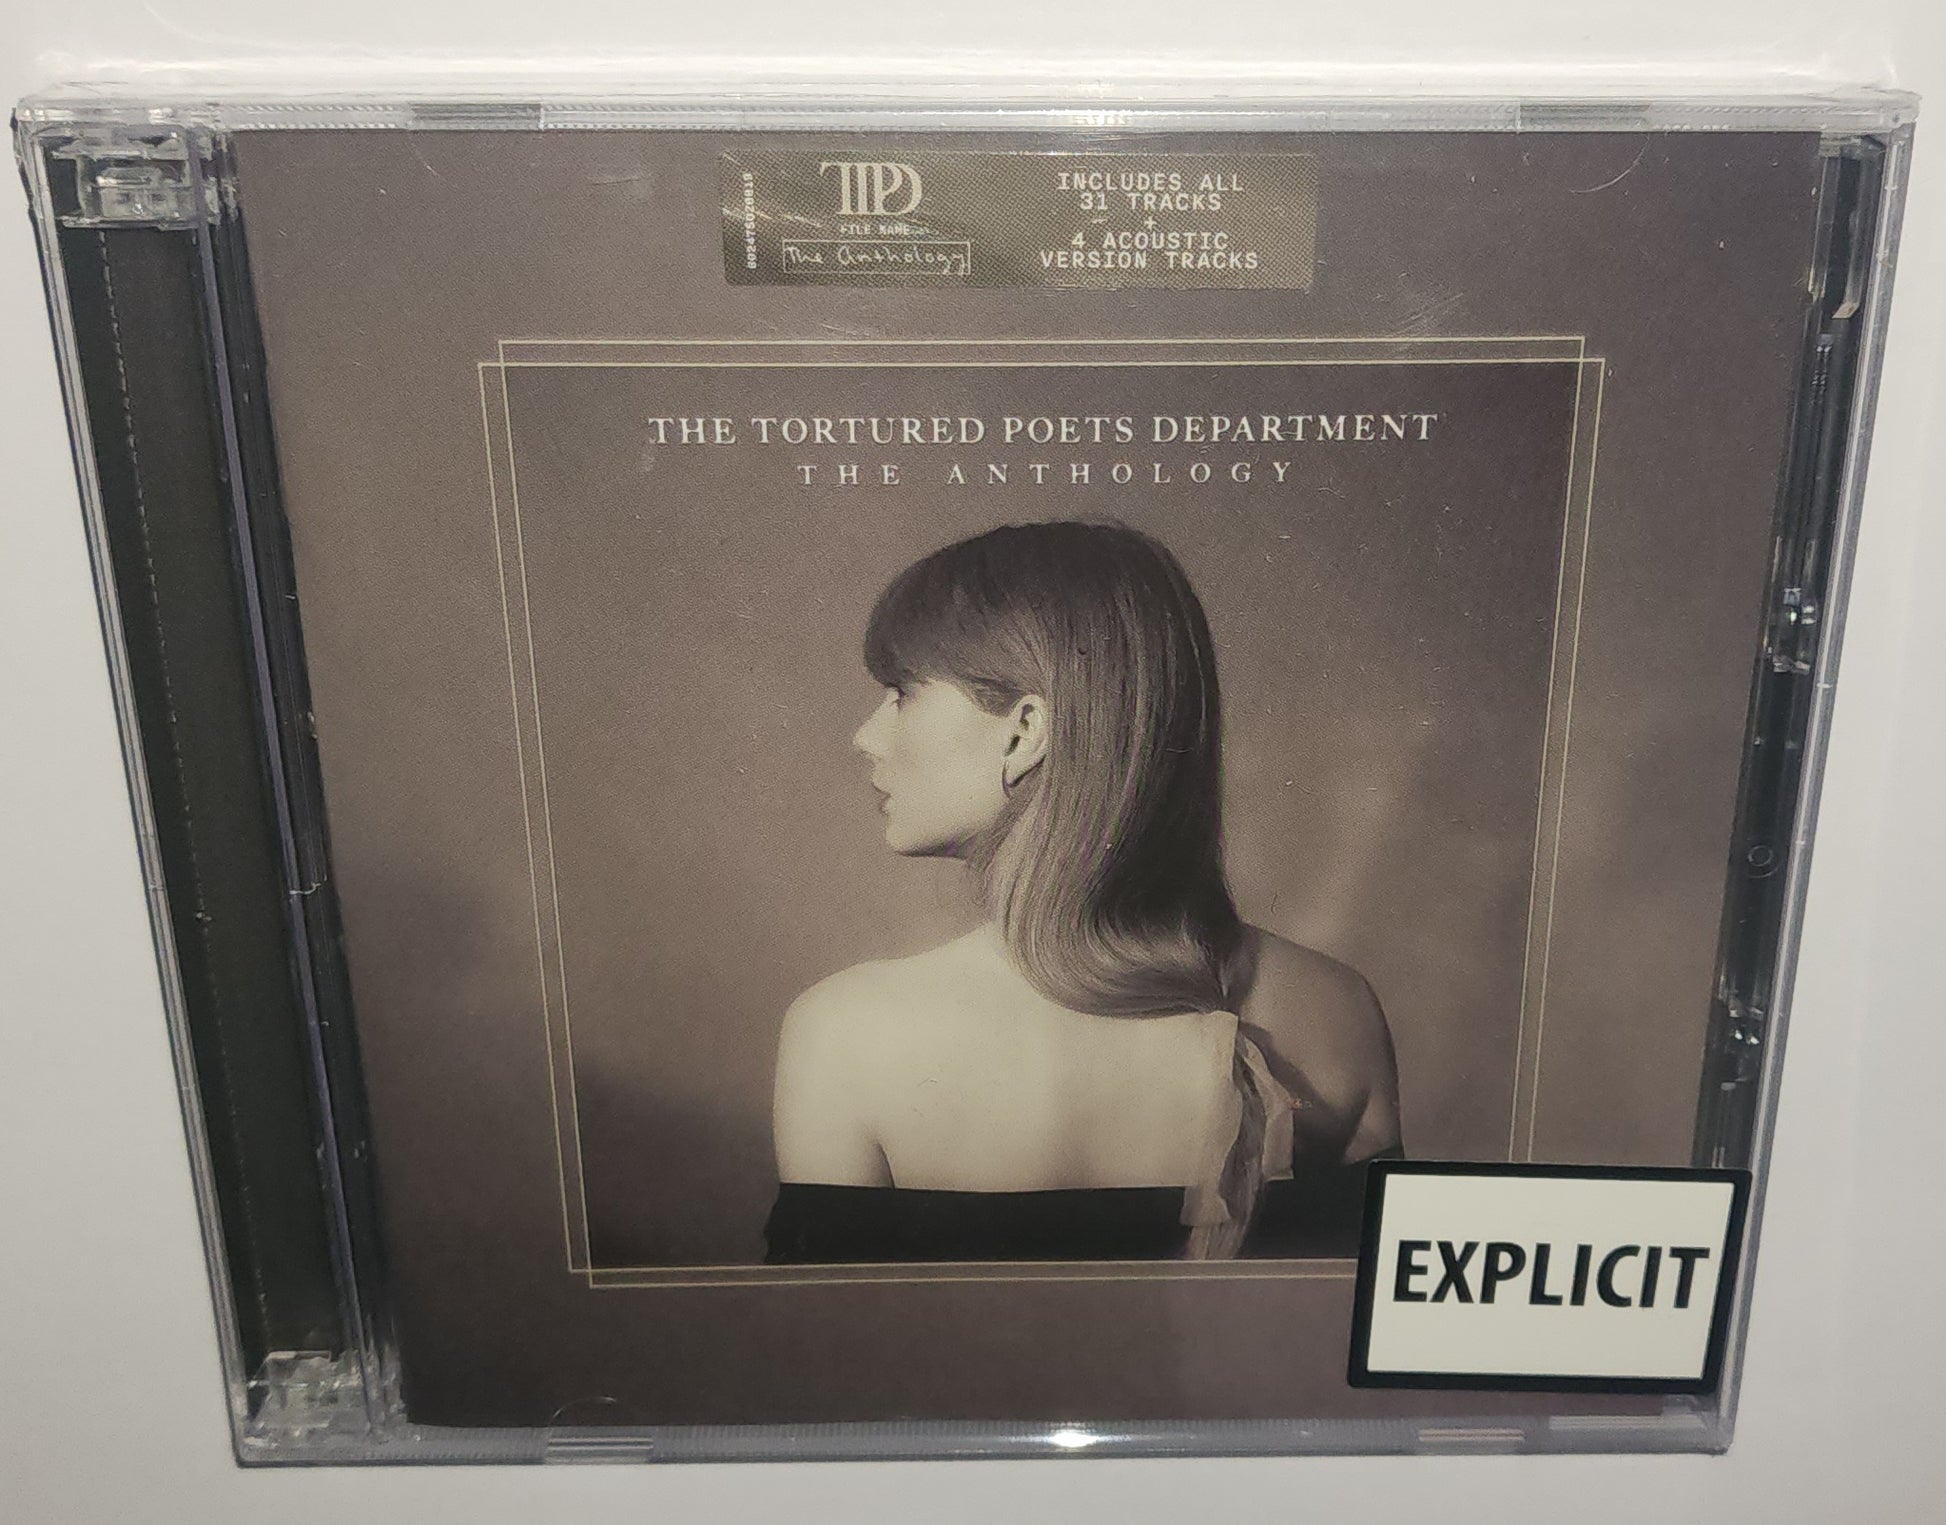 TTPD
FILE NAME
The Anthology
INCLUDES ALL
31 TRACKS
+
4 ACOUSTIC
VERSION TRACKS
THE TORTURED POETS DEPARTMENT
THE ANTHOLOGY
EXPLICIT